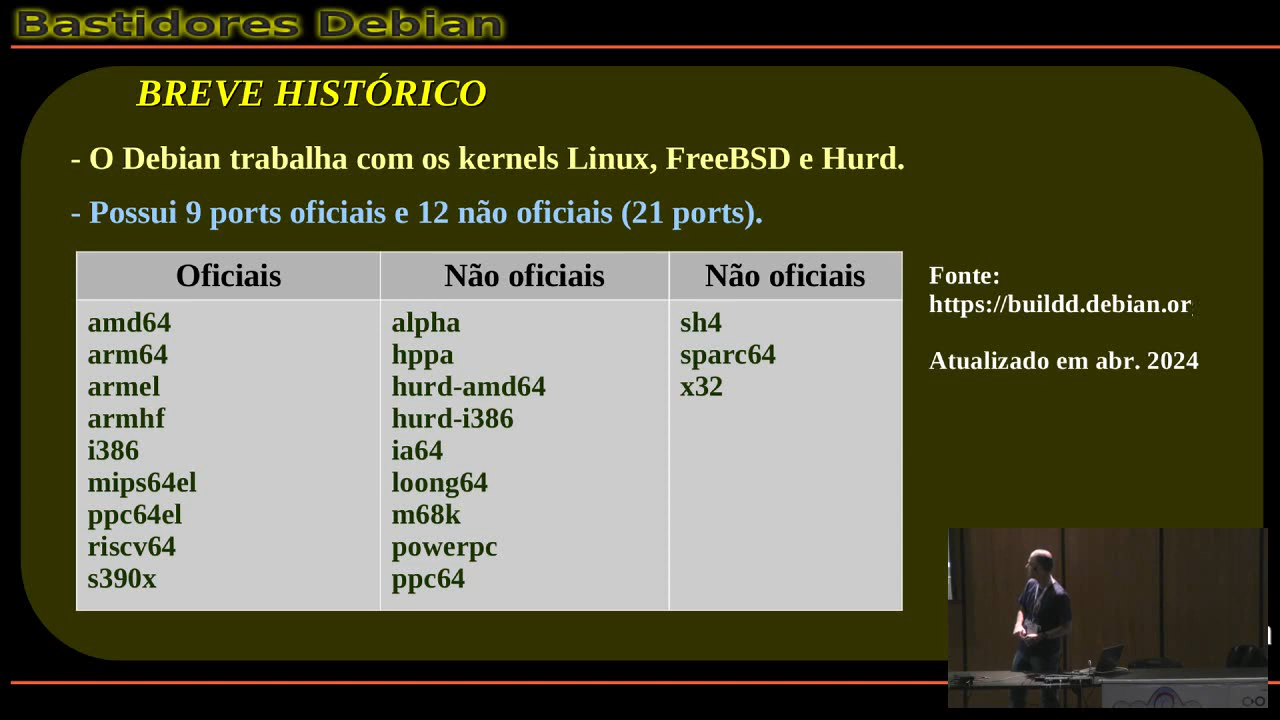 Bastidores Debian
BREVE HISTÓRICO
- O Debian trabalha com os kernels Linux, FreeBSD e Hurd.
- Possui 9 ports oficiais e 12 não oficiais (21 ports).
Oficiais
amd64
arm64
armel
armhf
i386
mips64el
ppc64el
riscv64
s390x
Não oficiais
alpha
hppa
hurd-amd64
hurd-i386
ia64
loong64
m68k
powerpc
ppc64
Não oficiais
sh4
sparc64
x32
Fonte:
https://buildd.debian.or
Atualizado em abr. 2024